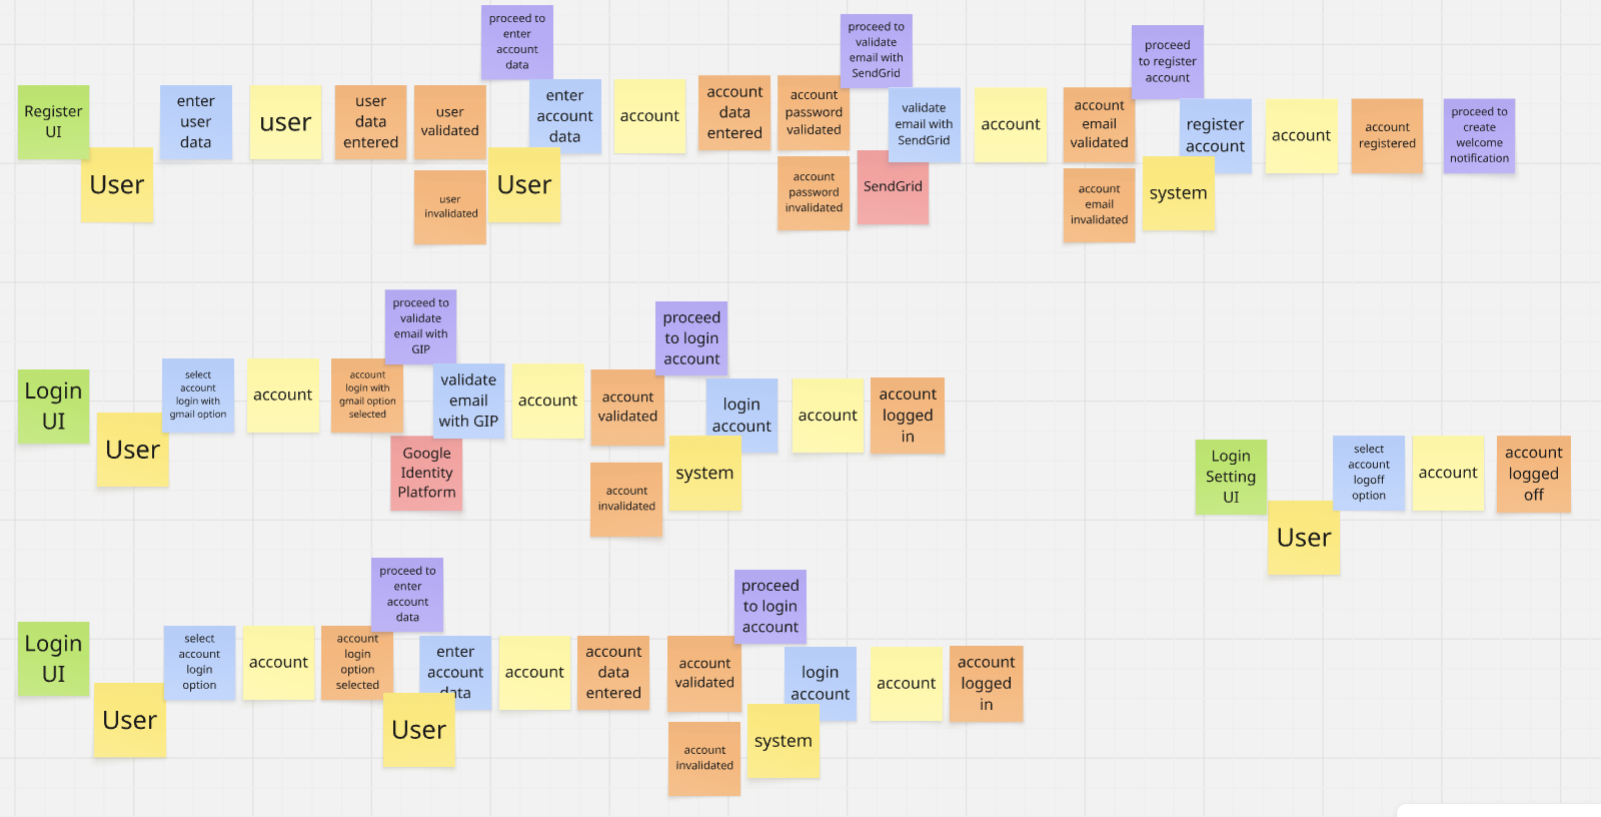 proceed to
enter
account
data
proceed to
validate
email with
SendGrid
proceed
to register
account
Register
UI
User
enter
user
data
user
user
data
entered
user
validated
user
invalidated
enter
account
data
User
account
account
data
entered
account
password
validated
account
password
invalidated
SendGrid
validate
email with
SendGrid
account
account
email
validated
account
email
invalidated
register
account
system
account
account
registered
proceed to
create
welcome
notification
proceed to
validate
email with
GIP
proceed
to login
account
Login
UI
User
select
account
login with
gmail option
account
account
login with
gmail option
selected
validate
email
with GIP
Google
Identity
Platform
account
account
validated
account
invalidated
login
account
system
account
account
logged
in
Login
Setting
UI
User
select
account
logoff
option
account
account
logged
off
proceed to
enter
account
data
proceed
to login
account
Login
UI
User
select
account
login
option
account
account
login
option
selected
enter
account
data
User
account
account
data
entered
account
validated
account
invalidated
login
account
system
account
account
logged
in